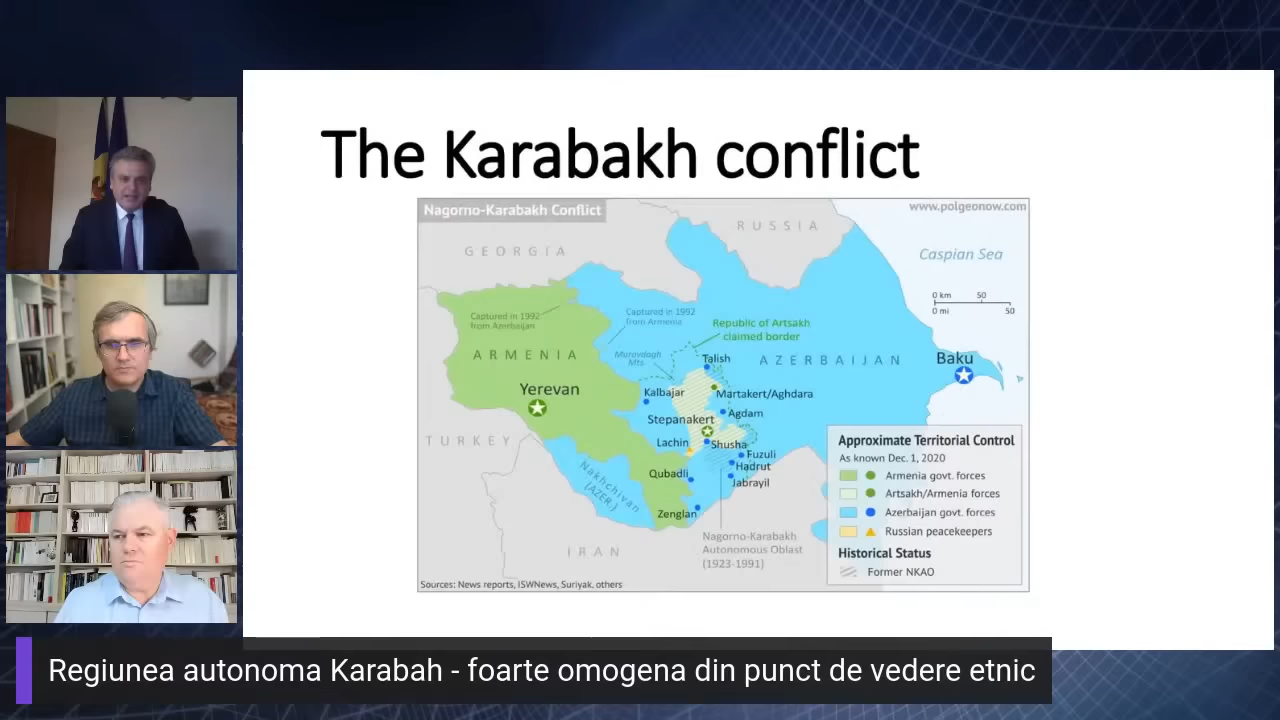 The Karabakh conflict
Nagorno-Karabakh Conflict
www.polgeonow.com
RUSSIA
GEORGIA
Caspian Sea
0 km 50
0 mi 50
Captured in 1992
from Azerbaijan
Captured in 1992
from Armenia
Republic of Artsakh
claimed border
ARMENIA
Murovdagh
Mts.
Talish
AZERBAIJAN
Baku
Yerevan
Kalbajar
Martakert/Aghdara
Stepanakert
Agdam
TURKEY
Lachin
Shusha
Fuzuli
Hadrut
Qubadli
Jabrayil
Nakhchivan
(AZER.)
Zenglan
Nagorno-Karabakh
Autonomous Oblast
(1923-1991)
IRAN
Approximate Territorial Control
As known Dec. 1, 2020
Armenia govt. forces
Artsakh/Armenia forces
Azerbaijan govt. forces
Russian peacekeepers
Historical Status
Former NKAO
Sources: News reports, ISWNews, Suriyak, others
Regiunea autonoma Karabah - foarte omogena din punct de vedere etnic